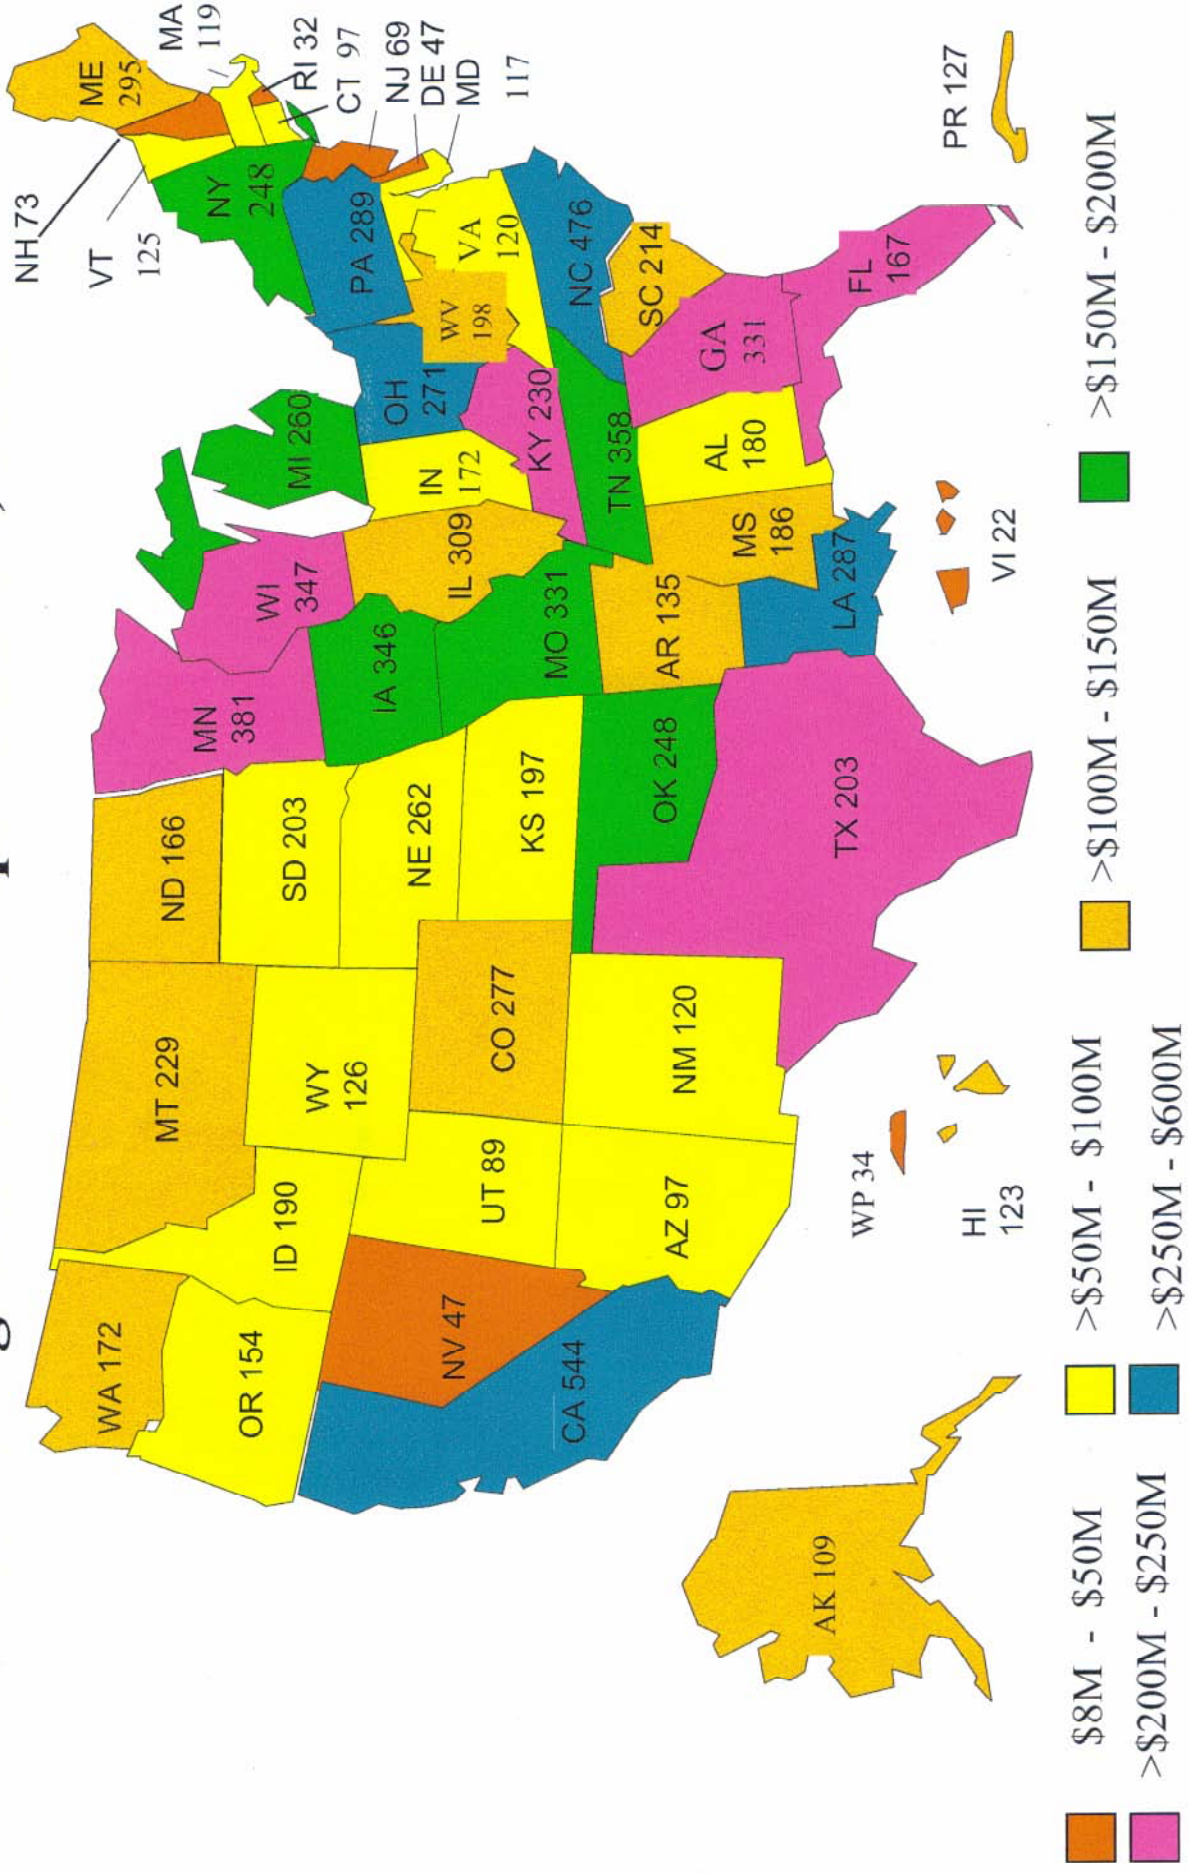 WA 172
OR 154
CA 544
NV 47
ID 190
MT 229
WY
126
UT 89
AZ 97
CO 277
NM 120
ND 166
SD 203
NE 262
KS 197
OK 248
TX 203
MN
381
IA 346
MO 331
AR 135
LA 287
WI
347
IL 309
MS
186
MI 260
IN
172
KY 230
TN 358
AL
180
OH
271
WV
198
VA
120
NC 476
SC 214
GA
331
FL
167
PA 289
NY
248
VT
125
NH 73
ME
295
MA
119
RI 32
CT 97
NJ 69
DE 47
MD
117
AK 109
HI
123
WP 34
VI 22
PR 127
$8M - $50M
>$50M - $100M
>$100M - $150M
>$150M - $200M
>$200M - $250M
>$250M - $600M